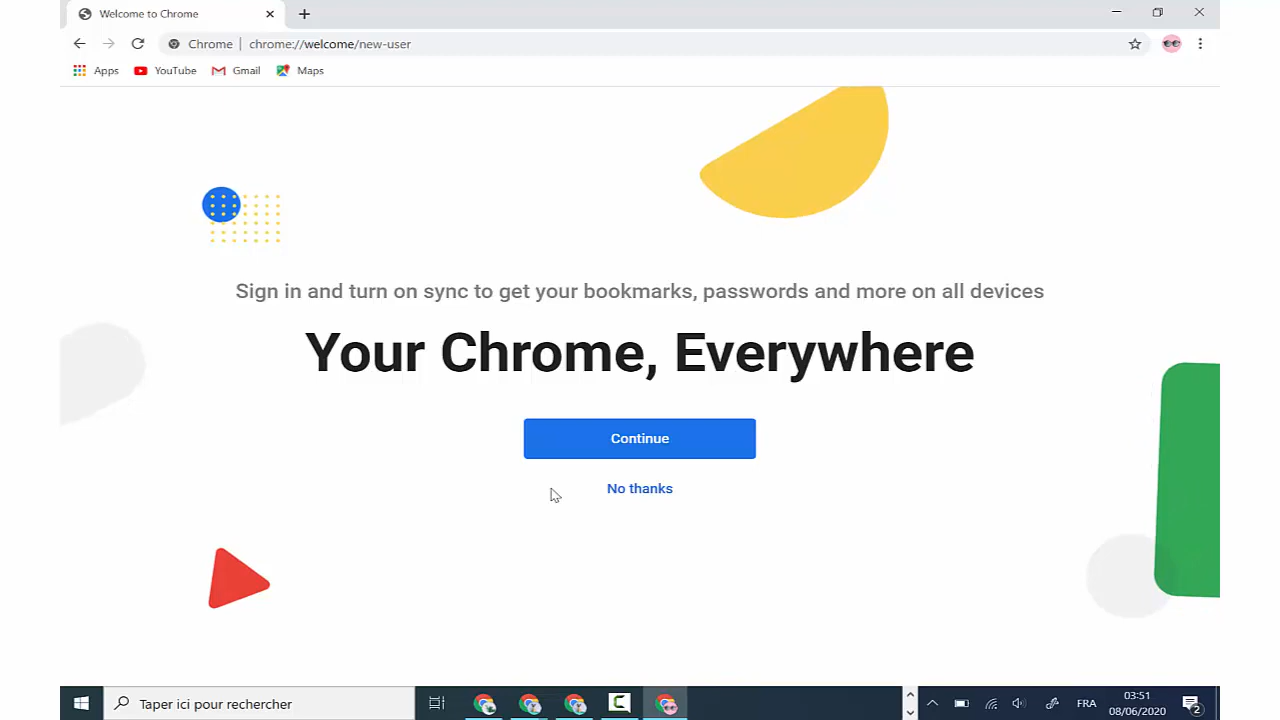 Welcome to Chrome
Chrome | chrome://welcome/new-user
Apps YouTube Gmail Maps
Sign in and turn on sync to get your bookmarks, passwords and more on all devices
Your Chrome, Everywhere
Continue
No thanks
Taper ici pour rechercher
FRA
03:51
08/06/2020
2